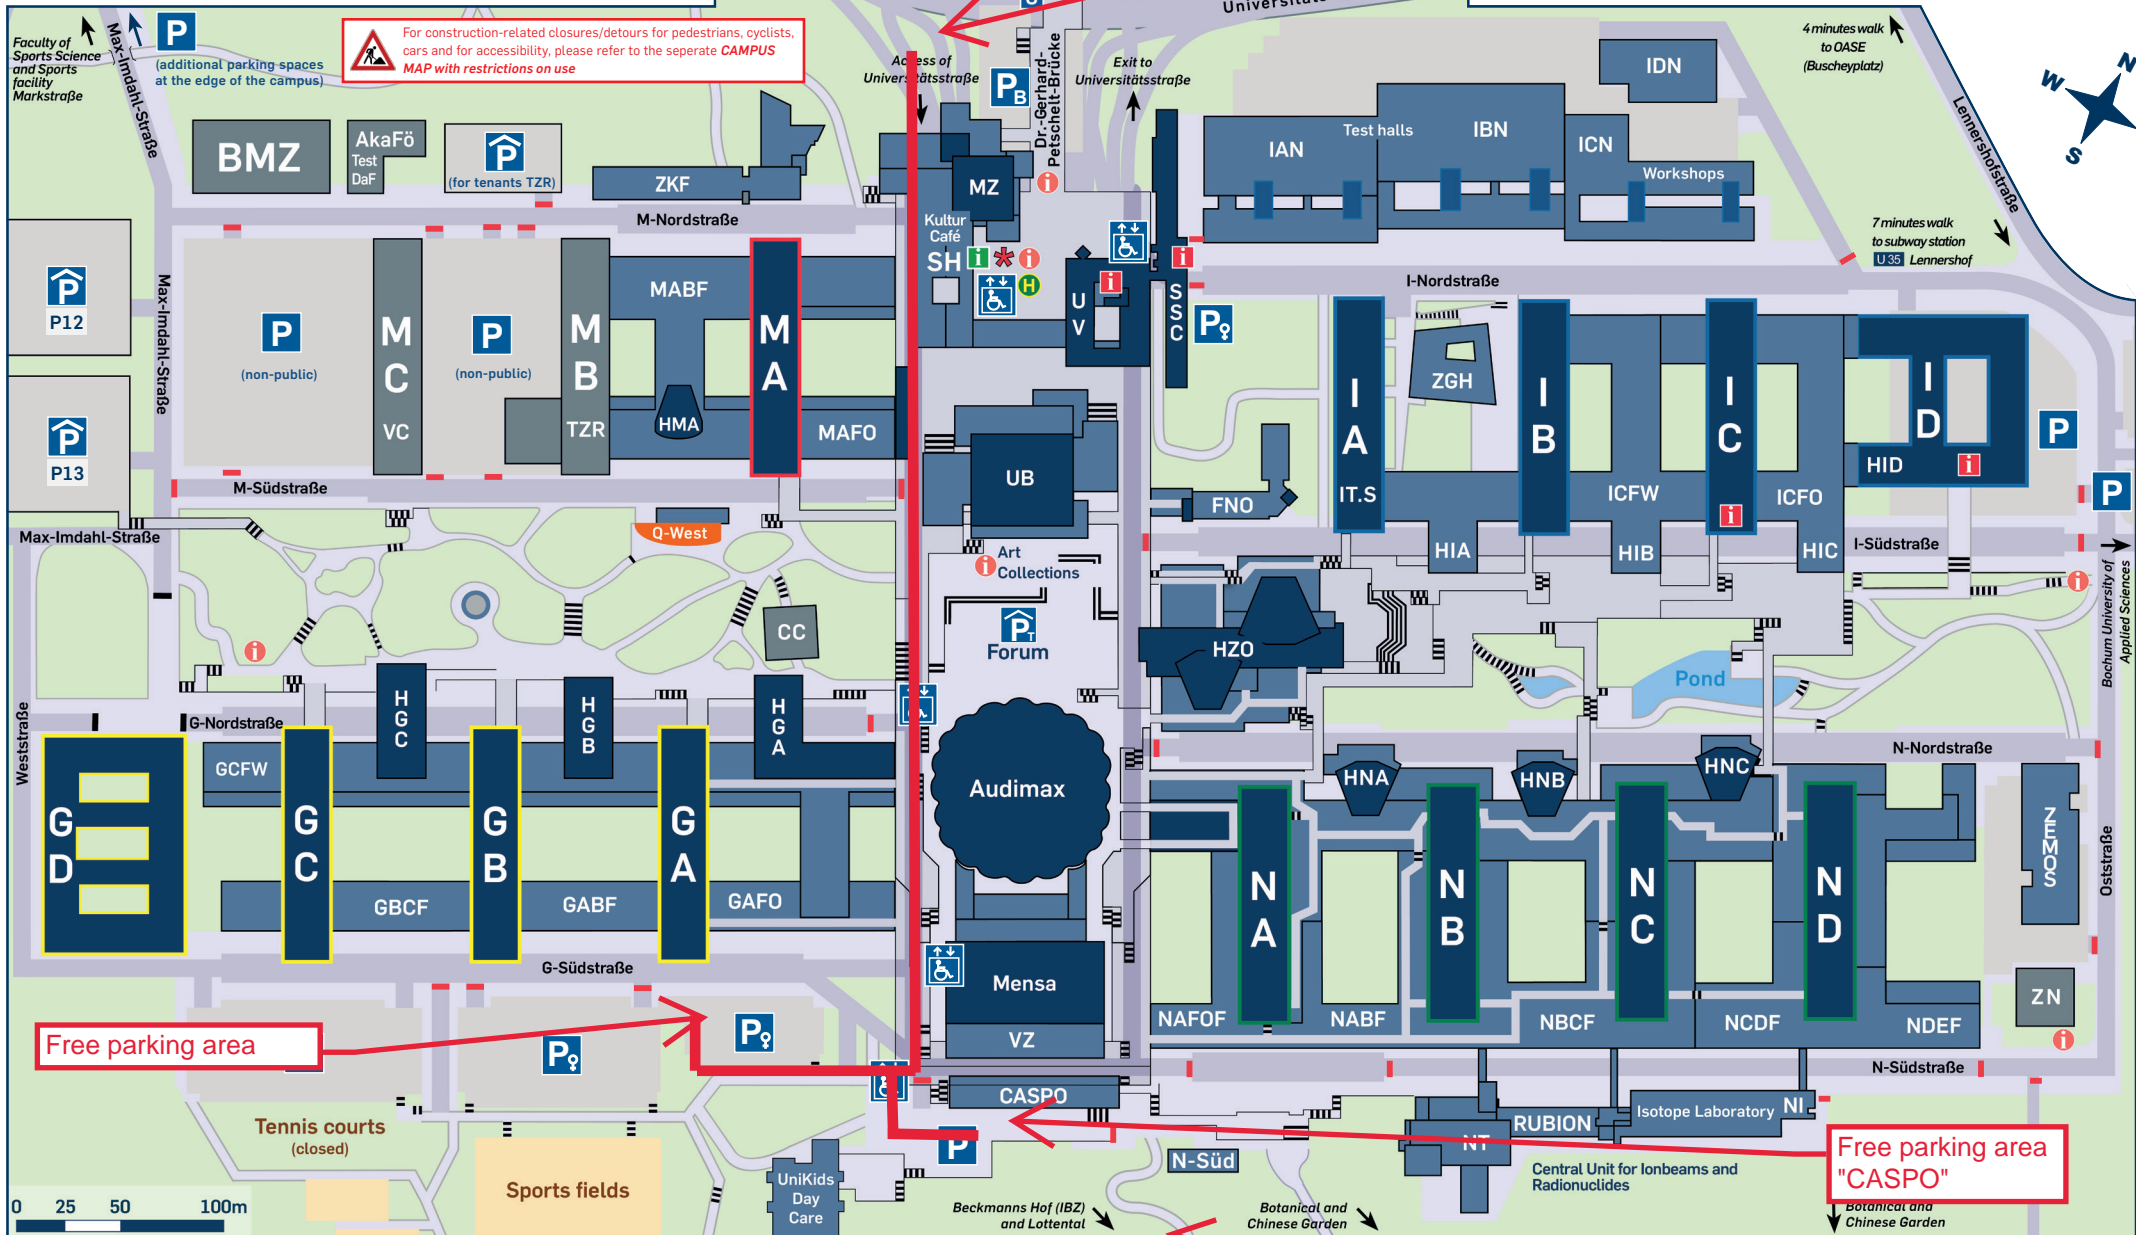 Universitäts
Faculty of
Sports Science
and Sports
facility
Markstraße
Max-Imdahl-Straße
P
(additional parking spaces
at the edge of the campus)
For construction-related closures/detours for pedestrians, cyclists,
cars and for accessibility, please refer to the seperate CAMPUS
MAP with restrictions on use
Access of
Universitätsstraße
PB
Dr.-Gerhard-
Petschelt-Brücke
Exit to
Universitätsstraße
4 minutes walk
to OASE
(Buscheyplatz)
N
W
S
Lennershofstraße
IDN
IAN
Test halls
IBN
ICN
Workshops
BMZ
AkaFö
Test
DaF
P
(for tenants TZR)
ZKF
MZ
i
M-Nordstraße
Kultur
Café
SH
i
*
i
H
UV
i
i
SSC
P
7 minutes walk
to subway station
U 35 Lennershof
I-Nordstraße
P
P12
P
P13
Max-Imdahl-Straße
P
(non-public)
MC
VC
P
(non-public)
MB
TZR
MABF
HMA
MA
MAFO
UB
FNO
IA
IT.S
ZGH
IB
ICFW
IC
i
ICFO
ID
HID
i
P
P
M-Südstraße
Max-Imdahl-Straße
Q-West
i
Art
Collections
HIA
HIB
HIC
I-Südstraße
i
Bochum University of
Applied Sciences
CC
PT
Forum
HZO
Pond
i
Weststraße
G-Nordstraße
HGC
HGB
HGA
N-Nordstraße
GCFW
GD
GC
GBCF
GB
GABF
GA
GAFO
Audimax
HNA
HNB
HNC
NA
NB
NC
ND
ZEMOS
Oststraße
G-Südstraße
Mensa
VZ
NAFOF
NABF
NBCF
NCDF
NDEF
ZN
i
Free parking area
P
P
N-Südstraße
CASPO
P
NT
RUBION
Isotope Laboratory
NI
Free parking area
"CASPO"
Tennis courts
(closed)
Sports fields
UniKids
Day
Care
N-Süd
Central Unit for Ionbeams and
Radionuclides
0 25 50 100m
Beckmanns Hof (IBZ)
and Lottental
Botanical and
Chinese Garden
Botanical and
Chinese Garden